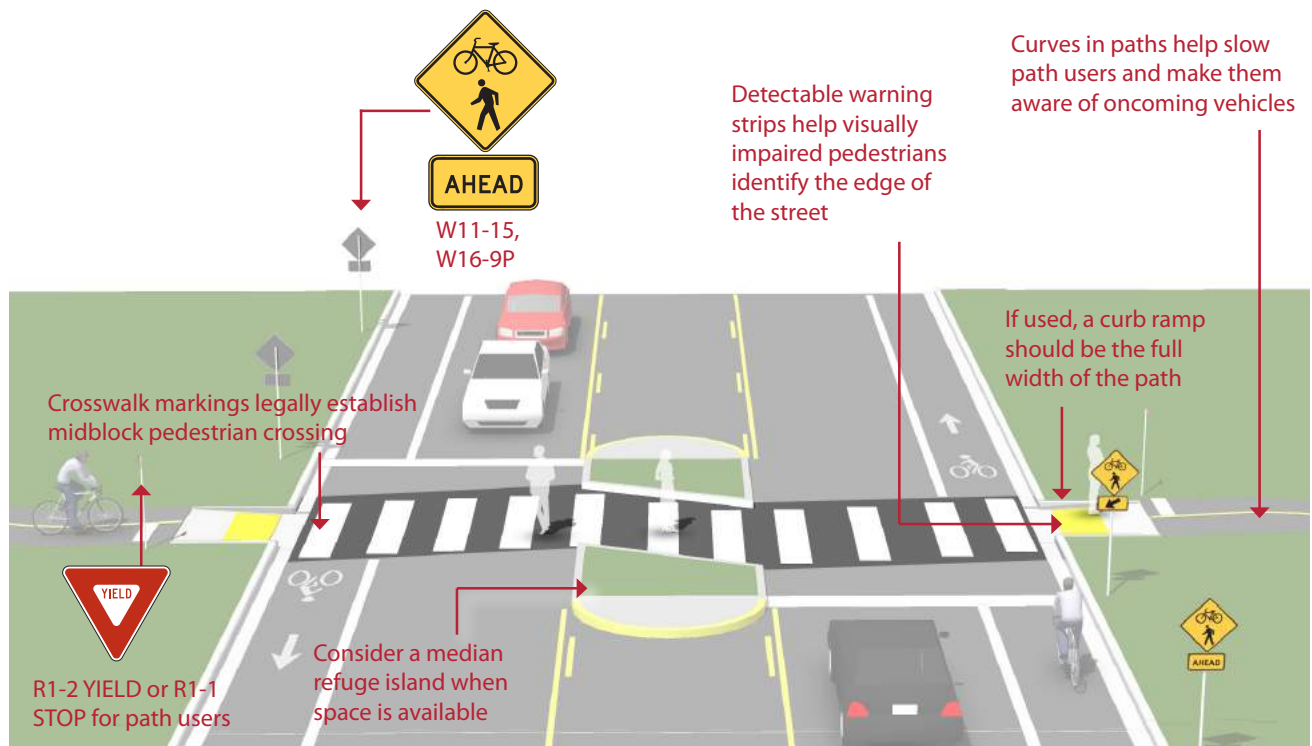 AHEAD
W11-15,
W16-9P
Detectable warning
strips help visually
impaired pedestrians
identify the edge of
the street
Curves in paths help slow
path users and make them
aware of oncoming vehicles
If used, a curb ramp
should be the full
width of the path
Crosswalk markings legally establish
midblock pedestrian crossing
YIELD
R1-2 YIELD or R1-1
STOP for path users
Consider a median
refuge island when
space is available
AHEAD